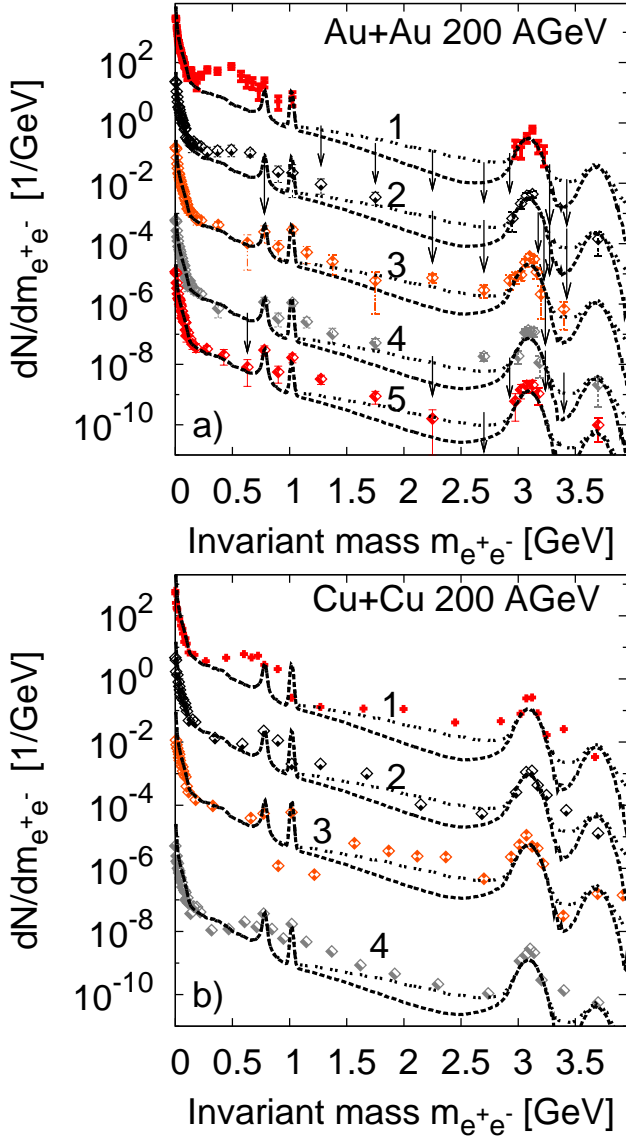 Au+Au 200 AGeV
dN/dm_{e^+e^-} [1/GeV]
10^2
10^0
10^{-2}
10^{-4}
10^{-6}
10^{-8}
10^{-10}
1
2
3
4
5
a)
0 0.5 1 1.5 2 2.5 3 3.5
Invariant mass m_{e^+e^-} [GeV]
Cu+Cu 200 AGeV
dN/dm_{e^+e^-} [1/GeV]
10^2
10^0
10^{-2}
10^{-4}
10^{-6}
10^{-8}
10^{-10}
1
2
3
4
b)
0 0.5 1 1.5 2 2.5 3 3.5
Invariant mass m_{e^+e^-} [GeV]